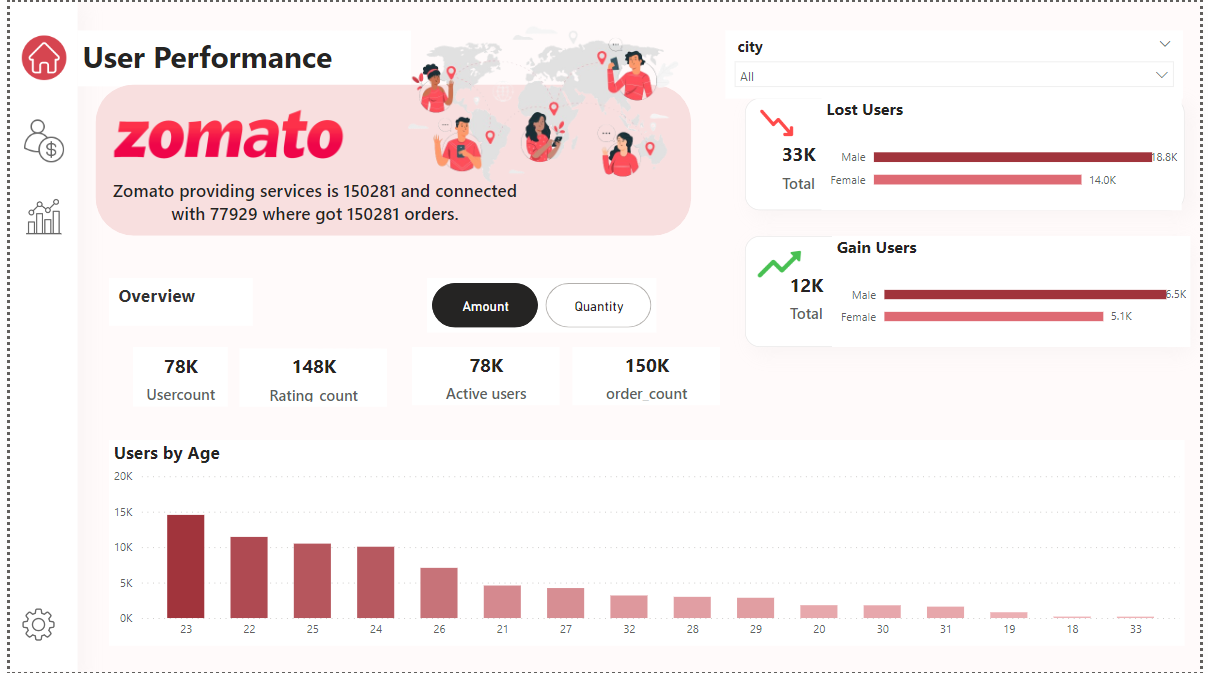 User Performance
city
All
zomato
Zomato providing services is 150281 and connected
with 77929 where got 150281 orders.
Lost Users
33K
Total
Male 18.8K
Female 14.0K
Gain Users
12K
Total
Male 6.5K
Female 5.1K
Overview
Amount
Quantity
78K
Usercount
148K
Rating_count
78K
Active users
150K
order_count
Users by Age
20K
15K
10K
5K
0K
23 22 25 24 26 21 27 32 28 29 20 30 31 19 18 33